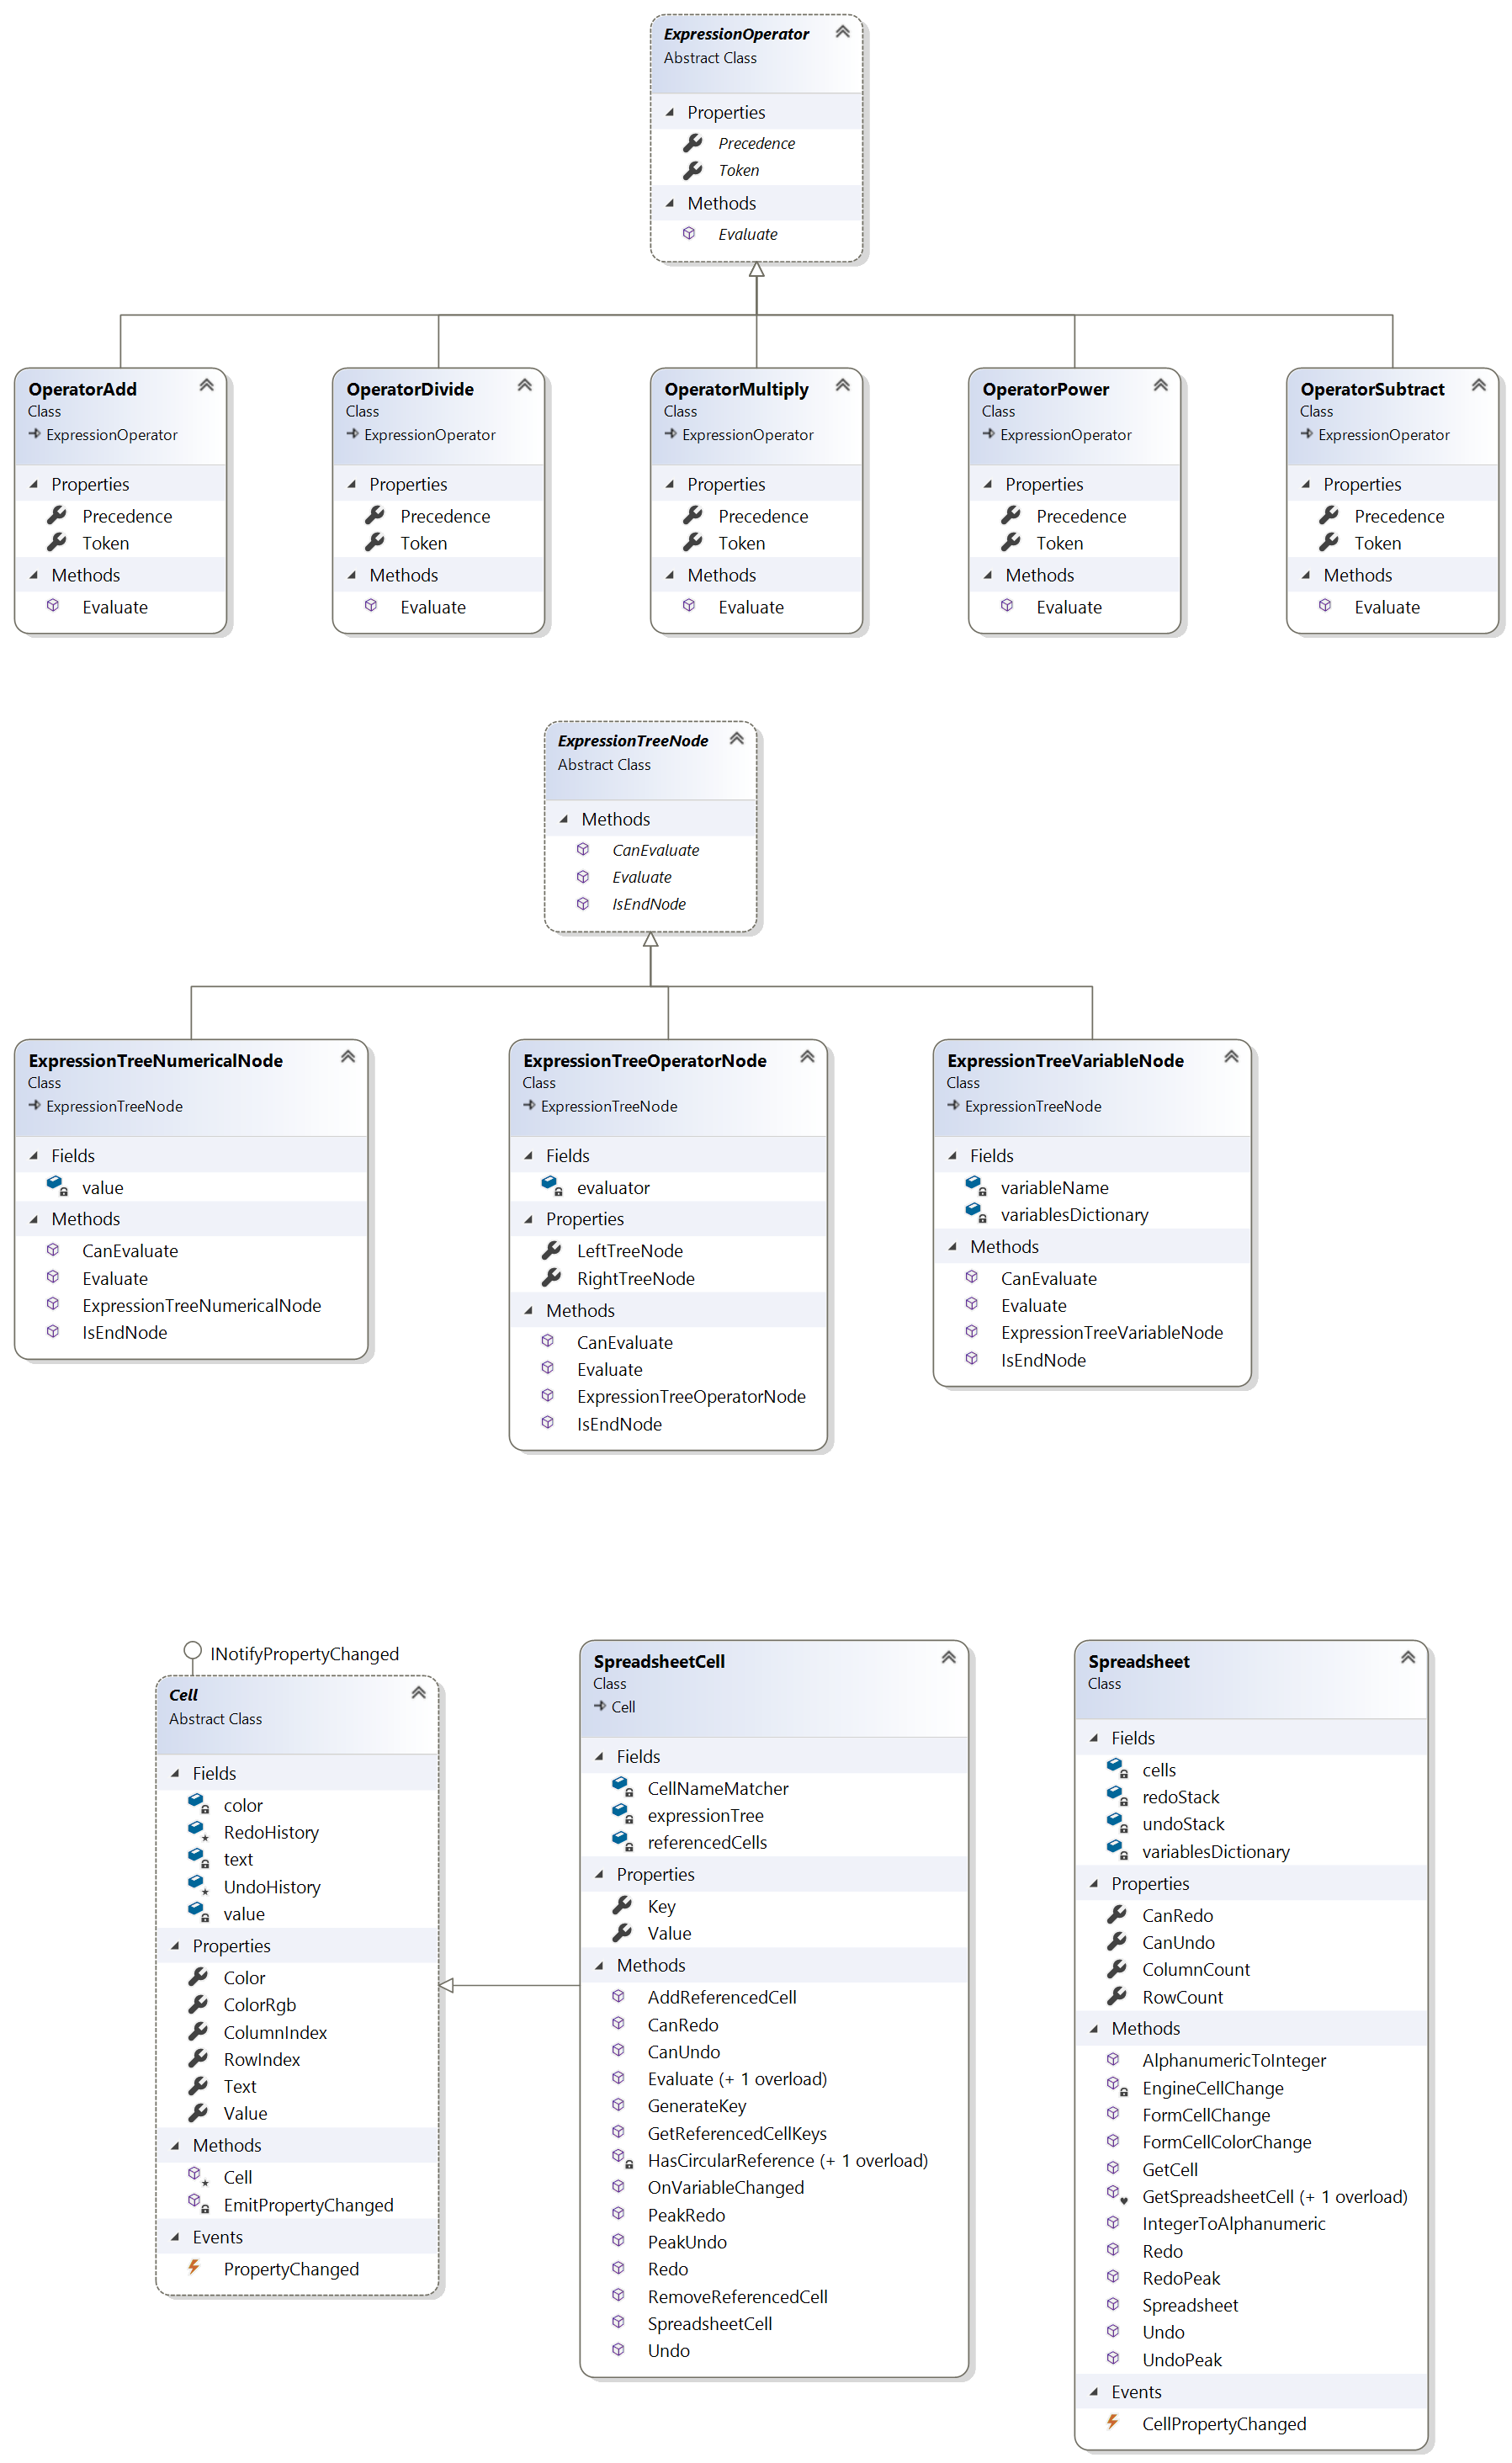 ExpressionOperator
Abstract Class
Properties
Precedence
Token
Methods
Evaluate
OperatorAdd
Class
ExpressionOperator
Properties
Precedence
Token
Methods
Evaluate
OperatorDivide
Class
ExpressionOperator
Properties
Precedence
Token
Methods
Evaluate
OperatorMultiply
Class
ExpressionOperator
Properties
Precedence
Token
Methods
Evaluate
OperatorPower
Class
ExpressionOperator
Properties
Precedence
Token
Methods
Evaluate
OperatorSubtract
Class
ExpressionOperator
Properties
Precedence
Token
Methods
Evaluate
ExpressionTreeNode
Abstract Class
Methods
CanEvaluate
Evaluate
IsEndNode
ExpressionTreeNumericalNode
Class
ExpressionTreeNode
Fields
value
Methods
CanEvaluate
Evaluate
ExpressionTreeNumericalNode
IsEndNode
ExpressionTreeOperatorNode
Class
ExpressionTreeNode
Fields
evaluator
Properties
LeftTreeNode
RightTreeNode
Methods
CanEvaluate
Evaluate
ExpressionTreeOperatorNode
IsEndNode
ExpressionTreeVariableNode
Class
ExpressionTreeNode
Fields
variableName
variablesDictionary
Methods
CanEvaluate
Evaluate
ExpressionTreeVariableNode
IsEndNode
INotifyPropertyChanged
Cell
Abstract Class
Fields
color
RedoHistory
text
UndoHistory
value
Properties
Color
ColorRgb
ColumnIndex
RowIndex
Text
Value
Methods
Cell
EmitPropertyChanged
Events
PropertyChanged
SpreadsheetCell
Class
Cell
Fields
CellNameMatcher
expressionTree
referencedCells
Properties
Key
Value
Methods
AddReferencedCell
CanRedo
CanUndo
Evaluate (+ 1 overload)
GenerateKey
GetReferencedCellKeys
HasCircularReference (+ 1 overload)
OnVariableChanged
PeakRedo
PeakUndo
Redo
RemoveReferencedCell
SpreadsheetCell
Undo
Spreadsheet
Class
Fields
cells
redoStack
undoStack
variablesDictionary
Properties
CanRedo
CanUndo
ColumnCount
RowCount
Methods
AlphanumericToInteger
EngineCellChange
FormCellChange
FormCellColorChange
GetCell
GetSpreadsheetCell (+ 1 overload)
IntegerToAlphanumeric
Redo
RedoPeak
Spreadsheet
Undo
UndoPeak
Events
CellPropertyChanged